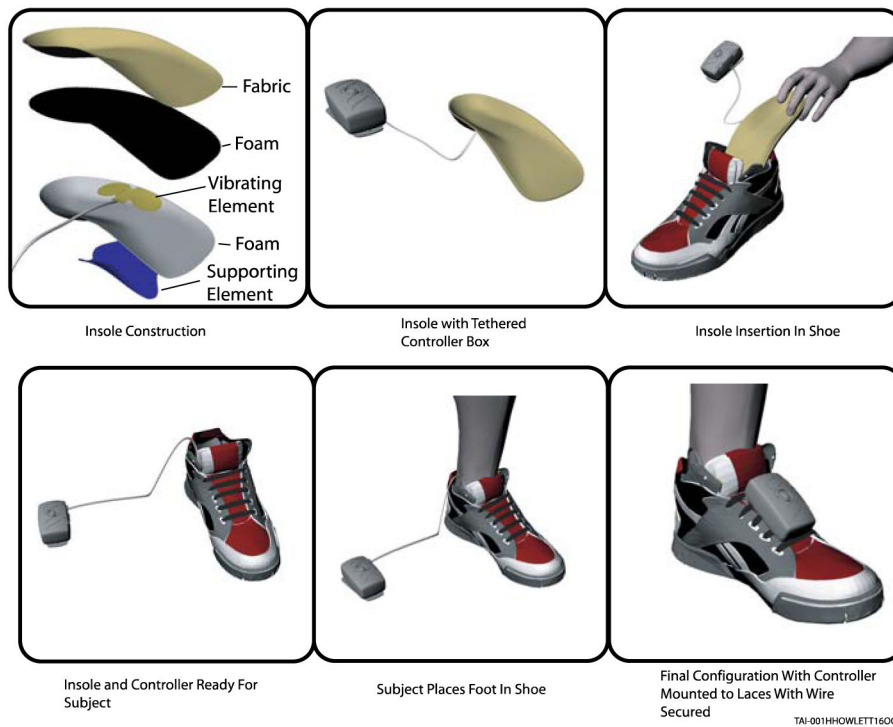 Fabric
Foam
Vibrating
Element
Foam
Supporting
Element
Insole Construction
Insole with Tethered
Controller Box
Insole Insertion In Shoe
Insole and Controller Ready For
Subject
Subject Places Foot In Shoe
Final Configuration With Controller
Mounted to Laces With Wire
Secured